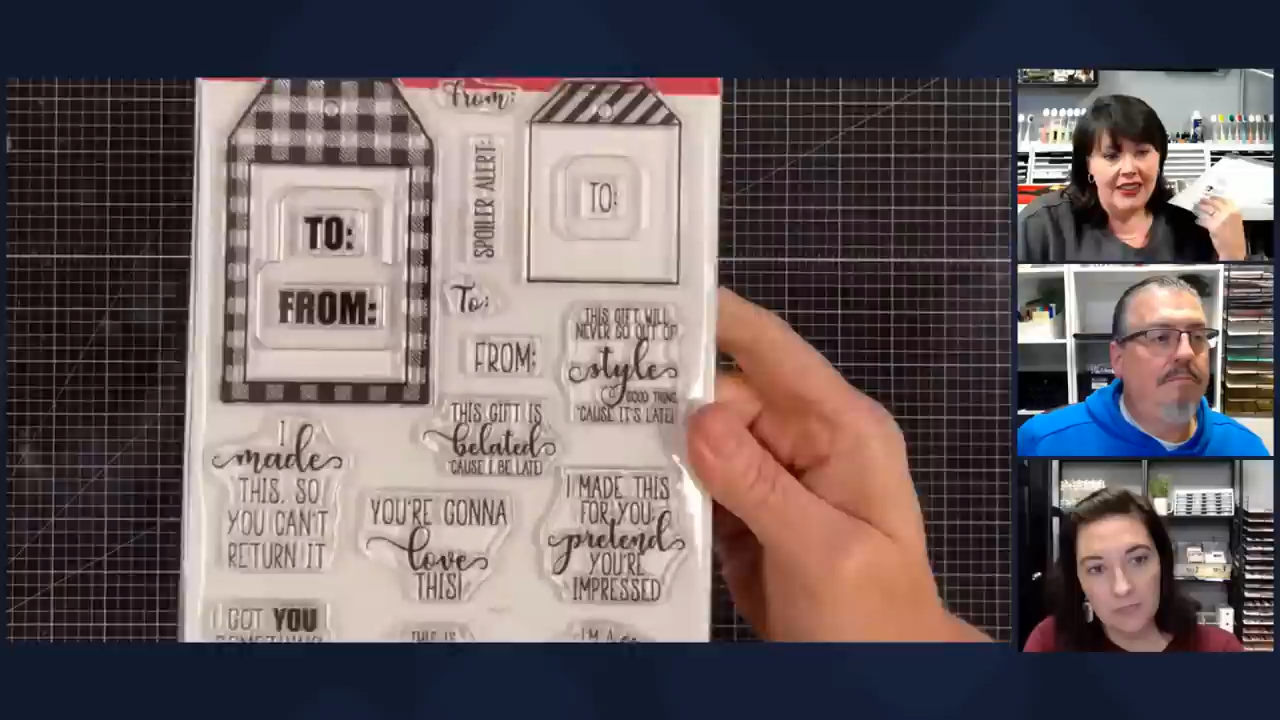 From:
SPOILER ALERT:
TO:
TO:
FROM:
To:
FROM:
THIS GIFT WILL
NEVER GO OUT OF
style
GOOD THING
'CAUSE IT'S LATE!
THIS GIFT IS
belated
'CAUSE I BE LATE!
I
made
THIS, SO
YOU CAN'T
RETURN IT
YOU'RE GONNA
love
THIS!
I MADE THIS
FOR YOU,
pretend
YOU'RE
IMPRESSED
I GOT YOU
THIS IS
I'M A